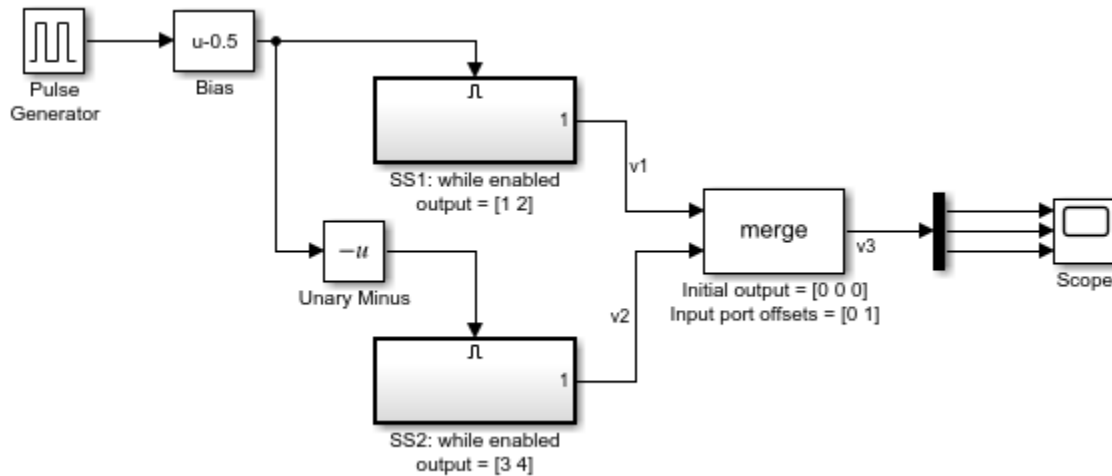 u-0.5
Pulse
Generator
Bias
1
SS1: while enabled
output = [1 2]
v1
merge
v3
Initial output = [0 0 0]
Input port offsets = [0 1]
Scope
-u
Unary Minus
v2
1
SS2: while enabled
output = [3 4]